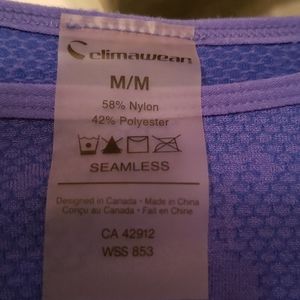 climawear
M/M
58% Nylon
42% Polyester
SEAMLESS
Designed in Canada - Made in China
Conçu au Canada - Fait en Chine
CA 42912
WSS 853